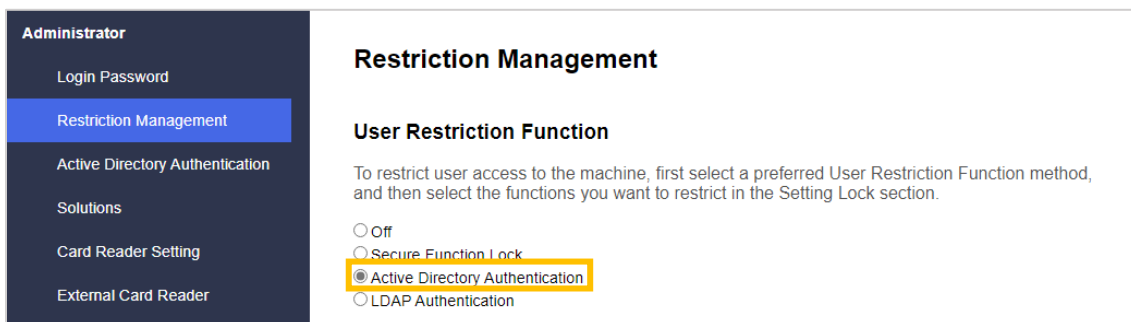 Administrator
Login Password
Restriction Management
Active Directory Authentication
Solutions
Card Reader Setting
External Card Reader
Restriction Management
User Restriction Function
To restrict user access to the machine, first select a preferred User Restriction Function method,
and then select the functions you want to restrict in the Setting Lock section.
Off
Secure Function Lock
Active Directory Authentication
LDAP Authentication